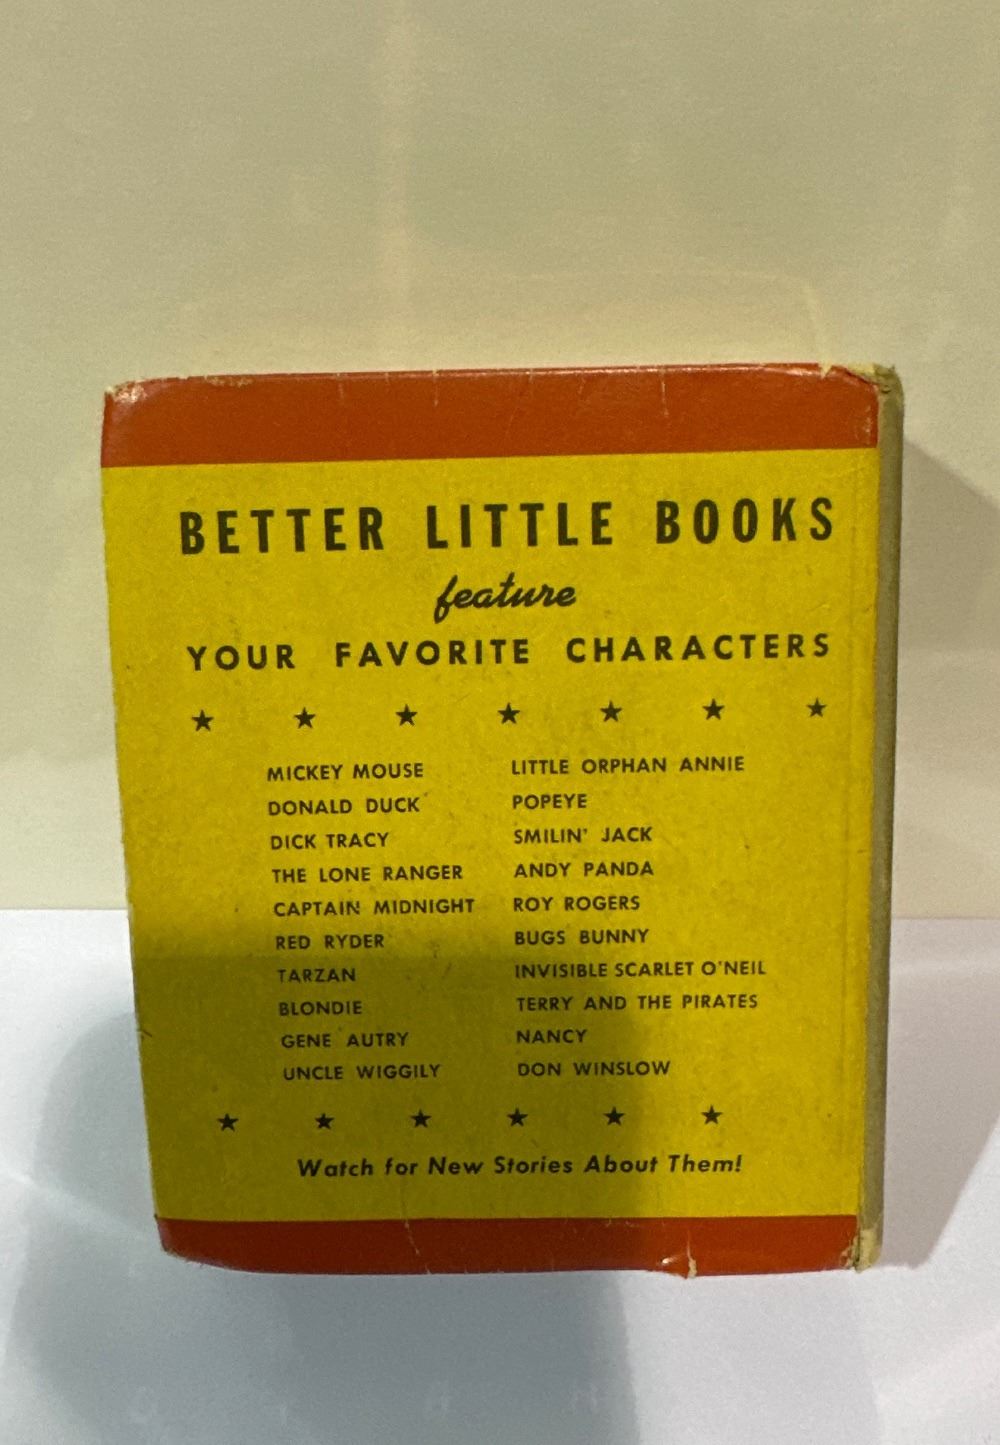 BETTER LITTLE BOOKS
feature
YOUR FAVORITE CHARACTERS
MICKEY MOUSE
DONALD DUCK
DICK TRACY
THE LONE RANGER
CAPTAIN MIDNIGHT
RED RYDER
TARZAN
BLONDIE
GENE AUTRY
UNCLE WIGGILY
LITTLE ORPHAN ANNIE
POPEYE
SMILIN' JACK
ANDY PANDA
ROY ROGERS
BUGS BUNNY
INVISIBLE SCARLET O'NEIL
TERRY AND THE PIRATES
NANCY
DON WINSLOW
Watch for New Stories About Them!